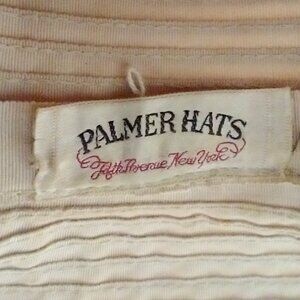 PALMER HATS
Fifth Avenue New York